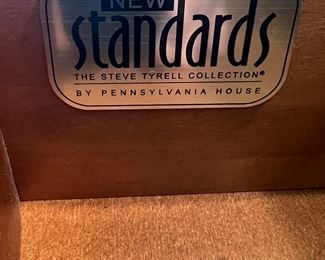 NEW
standards
THE STEVE TYRELL COLLECTION®
BY PENNSYLVANIA HOUSE